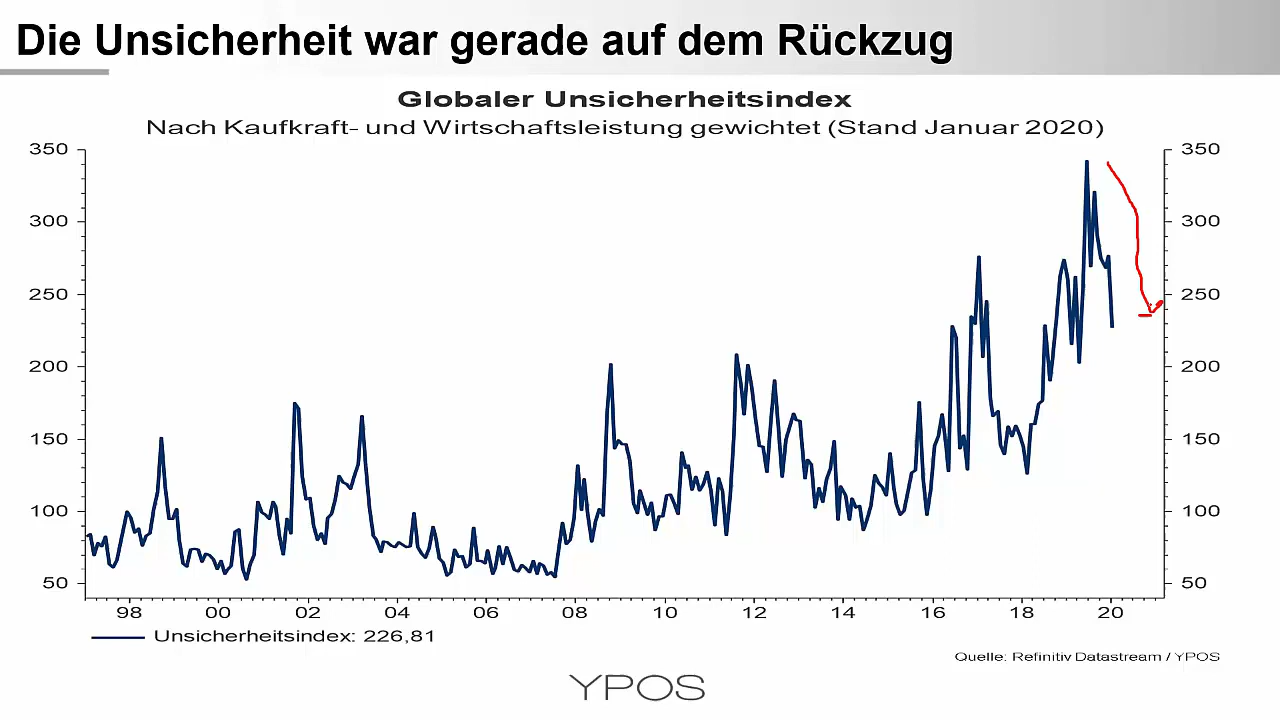 Die Unsicherheit war gerade auf dem Rückzug
Globaler Unsicherheitsindex
Nach Kaufkraft- und Wirtschaftsleistung gewichtet (Stand Januar 2020)
350 350
300 300
250 250
200 200
150 150
100 100
50 50
98 00 02 04 06 08 10 12 14 16 18 20
Unsicherheitsindex: 226,81
Quelle: Refinitiv Datastream / YPOS
YPOS